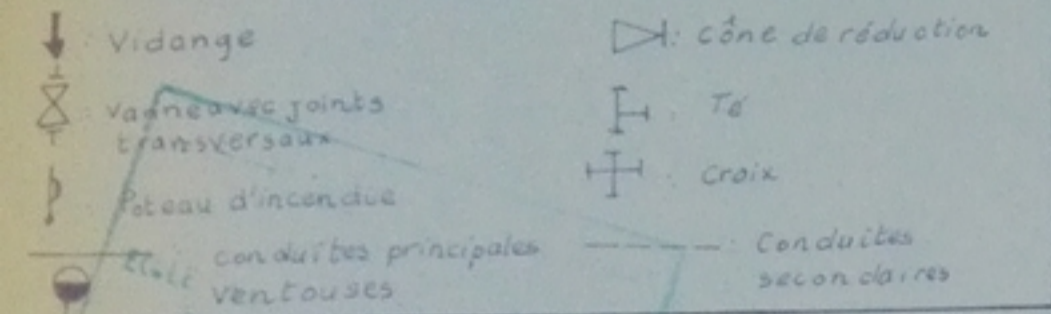 : Vidange
: Vanne avec joints
transversaux
: Poteau d'incendie
conduites principales
ventouses
: cône de réduction
: Té
: Croix
: Conduites
secondaires